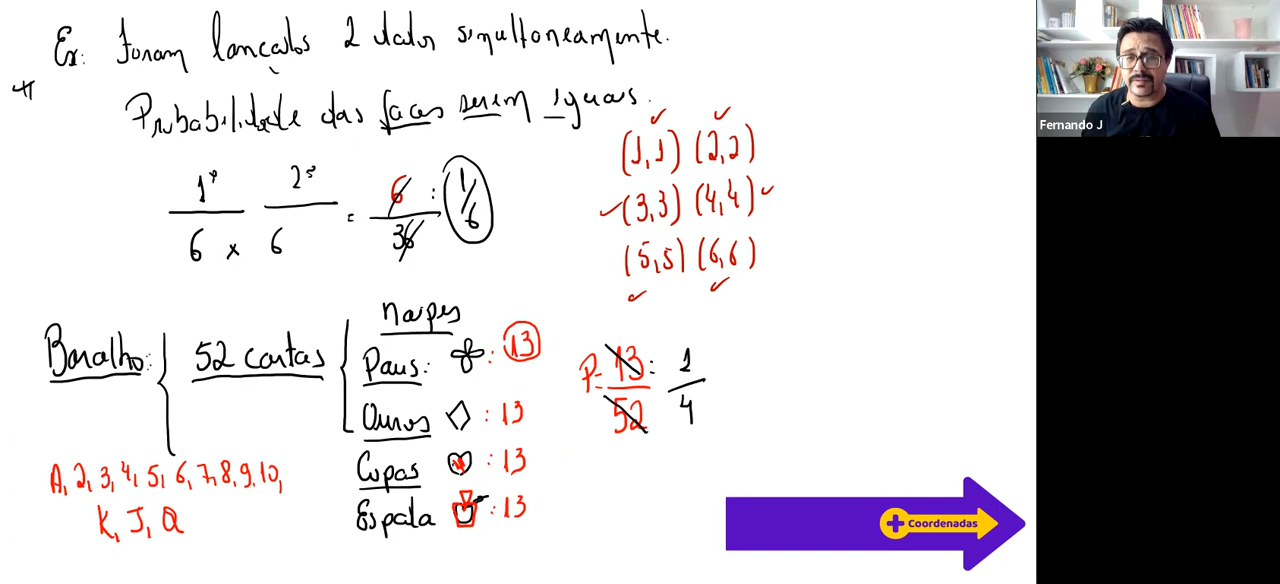 Ex: Foram lançados 2 dados simultaneamente.
Probabilidade das faces serem iguais.
1º 2º
6 x 6 = 6/36 : 1/6
(1,1) (2,2)
(3,3) (4,4)
(5,5) (6,6)
Baralho: 52 cartas
Naipes
Paus: : 13
Ouros : 13
Copas : 13
Espada : 13
A, 2, 3, 4, 5, 6, 7, 8, 9, 10,
K, J, Q
P= 13/52 : 1/4
Fernando J
+ Coordenadas